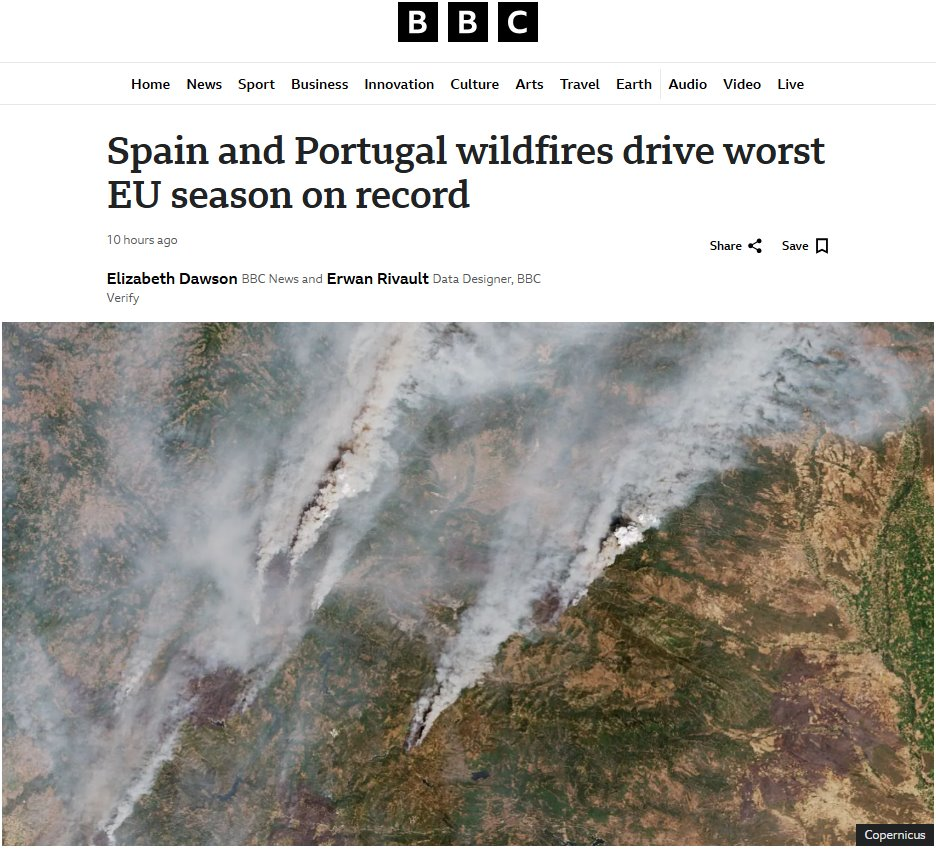 BBC
Home News Sport Business Innovation Culture Arts Travel Earth Audio Video Live
Spain and Portugal wildfires drive worst
EU season on record
10 hours ago
Share Save
Elizabeth Dawson BBC News and Erwan Rivault Data Designer, BBC
Verify
Copernicus